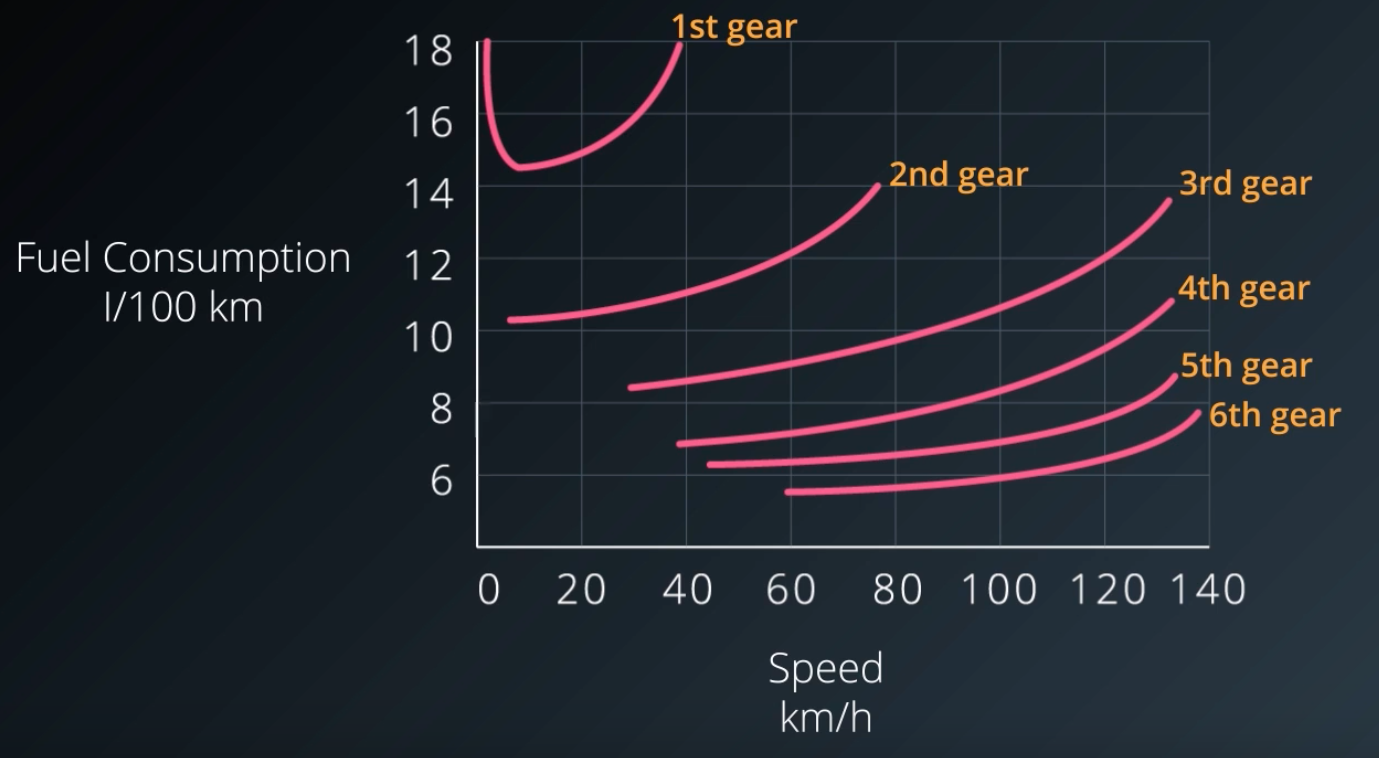 1st gear
18
16
14
12
10
8
6
2nd gear
3rd gear
4th gear
5th gear
6th gear
Fuel Consumption
l/100 km
0 20 40 60 80 100 120 140
Speed
km/h